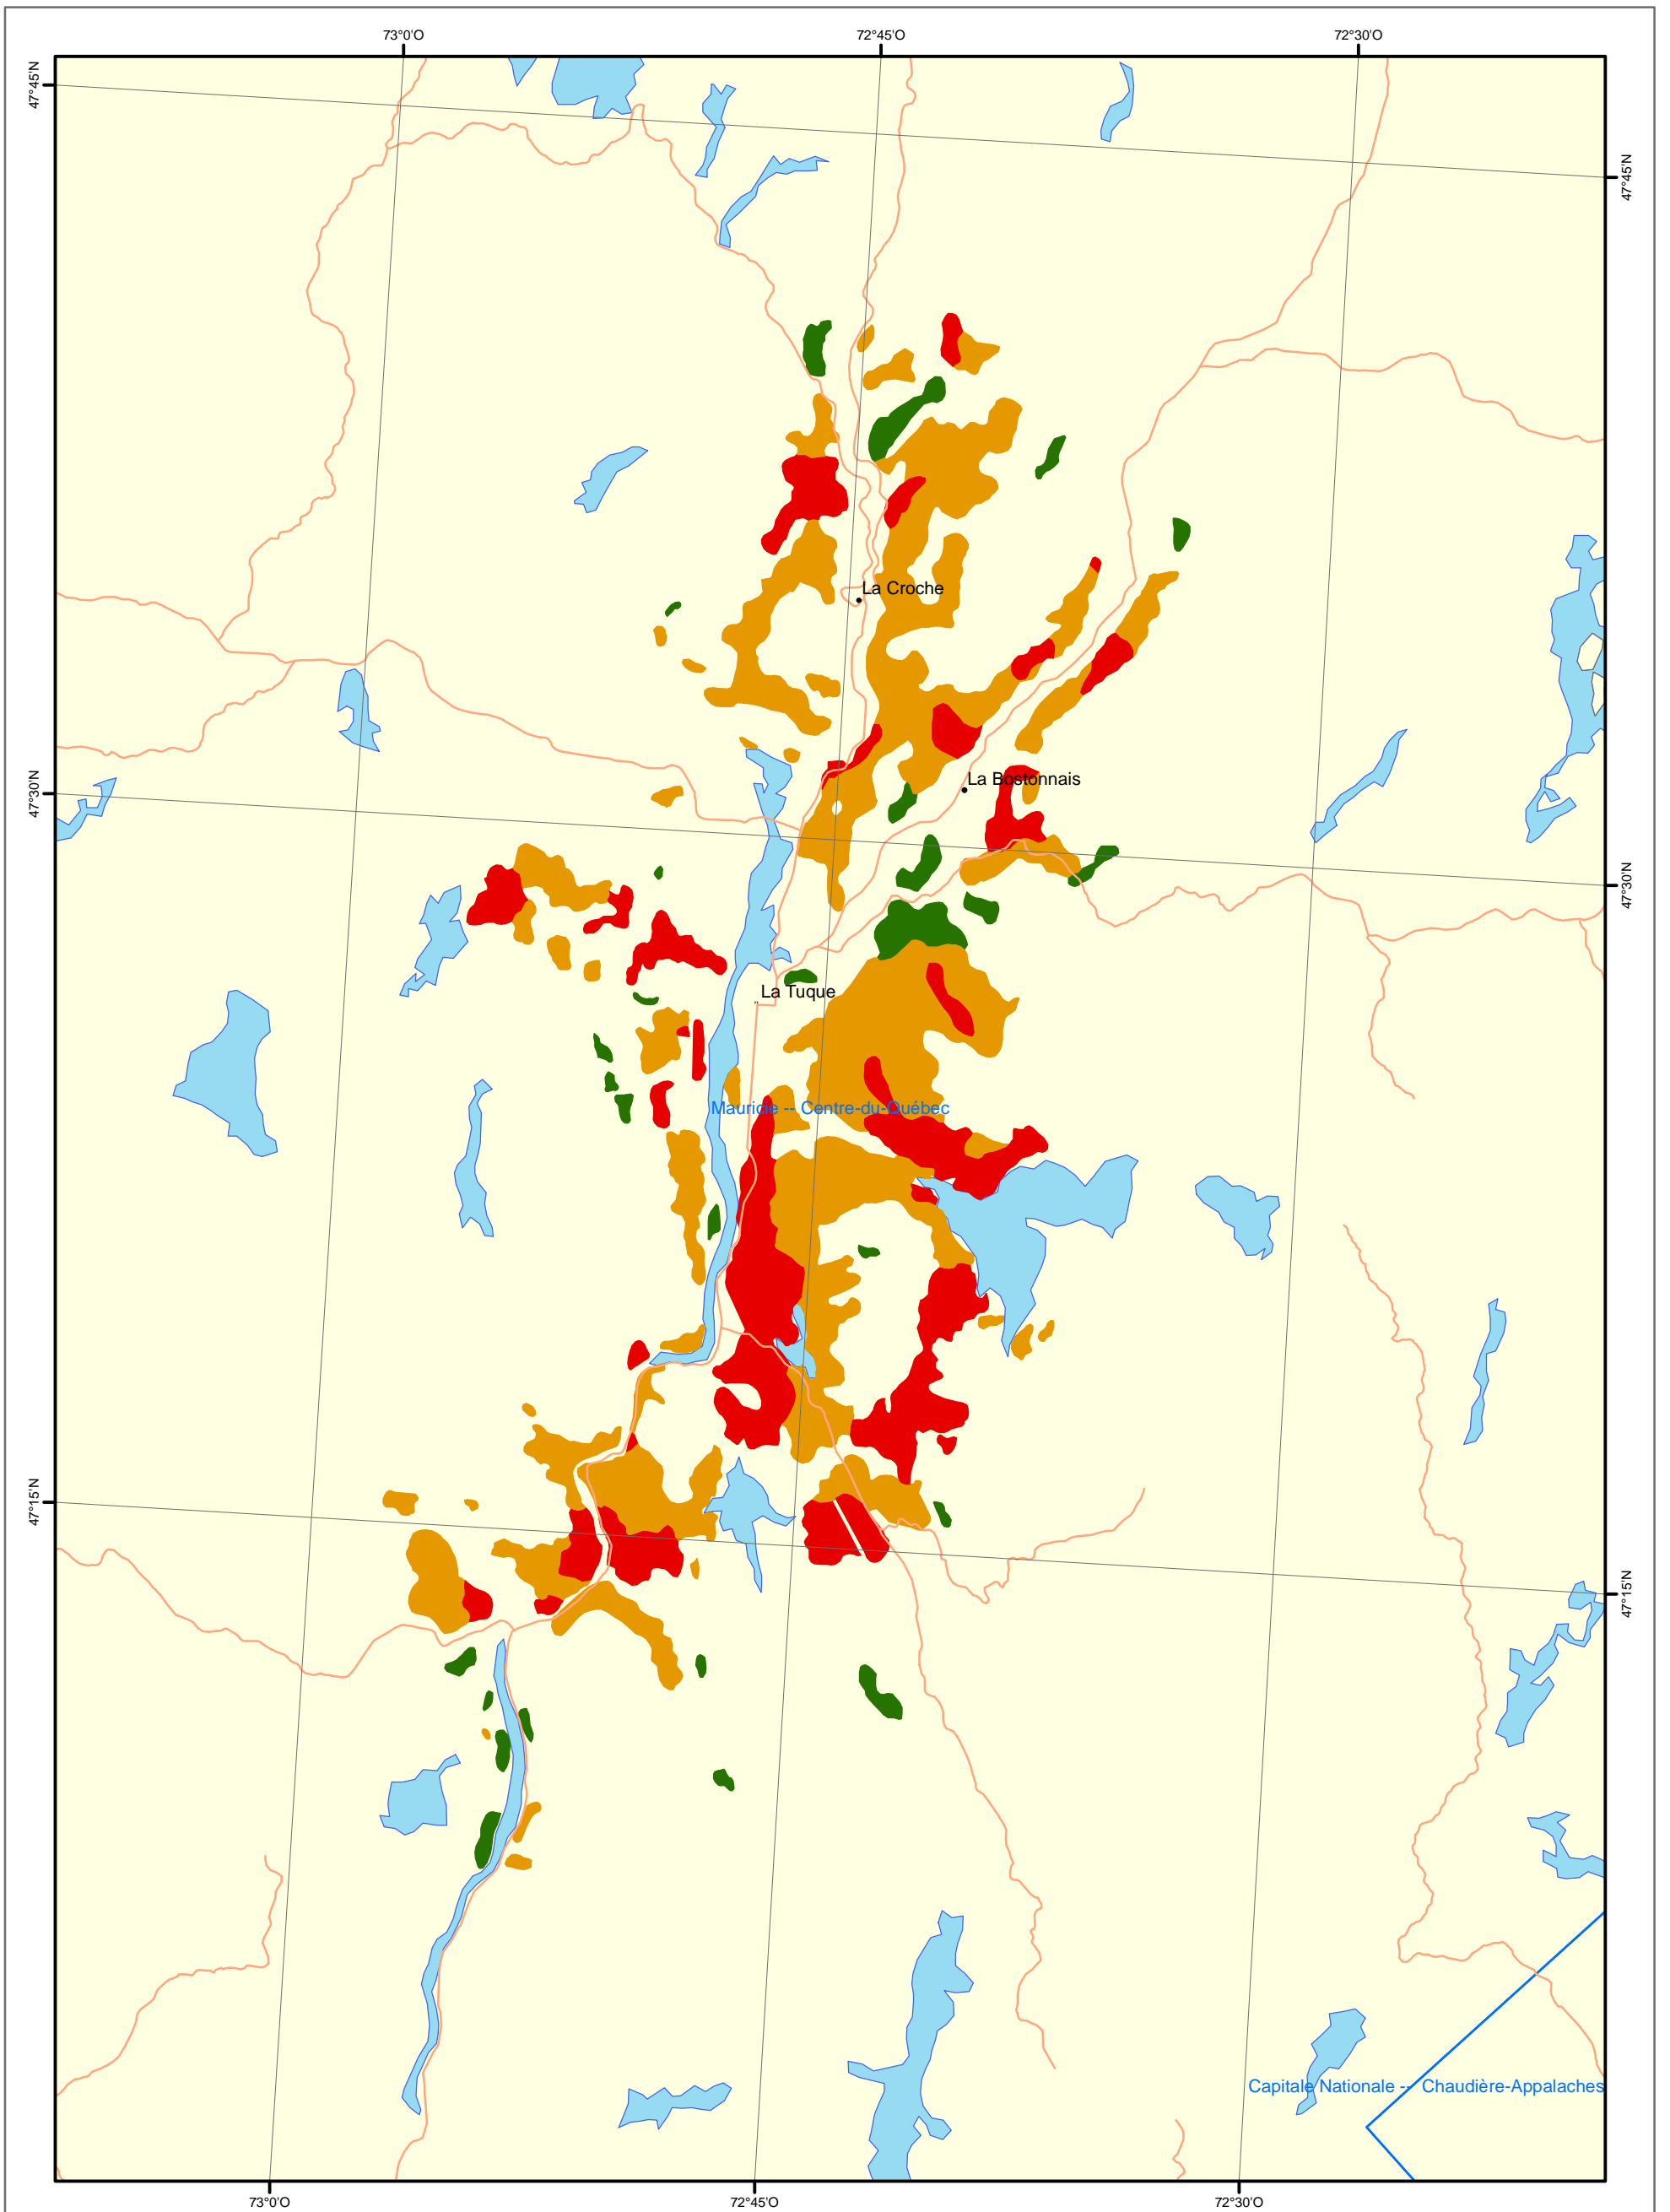 73°0'O
72°45'O
72°30'O
47°45'N
47°45'N
La Croche
La Bostonnais
47°30'N
47°30'N
La Tuque
Mauricie -- Centre-du-Québec
47°15'N
47°15'N
Capitale Nationale -- Chaudière-Appalaches
73°0'O
72°45'O
72°30'O